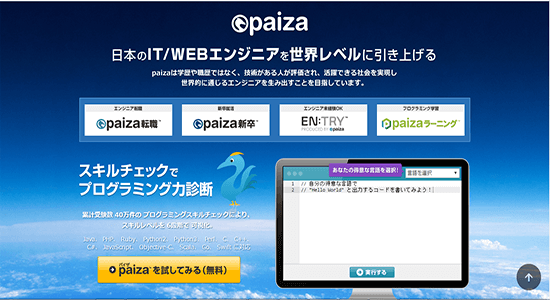 paiza
日本のIT/WEBエンジニアを世界レベルに引き上げる
paizaは学歴や職歴ではなく、技術がある人が評価され、活躍できる社会を実現し
世界的に通じるエンジニアを生み出すことを目指しています。
エンジニア転職
paiza転職
新卒就活
paiza新卒
エンジニア未経験OK
EN:TRY
PRODUCED BY paiza
プログラミング学習
paizaラーニング
スキルチェックで
プログラミング力診断
累計受験数 40万件の プログラミングスキルチェックにより、
スキルレベルを 6段階で 可視化
Java、PHP、Ruby、Python2、Python3、Perl、C、C++、
C#、JavaScript、Objective-C、Scala、Go、Swift に対応
パイザ
paiza を試してみる(無料)
あなたの得意な言語を選択!
言語を選択
1 // 自分の得意な言語で
2 // "Hello World" と出力するコードを書いてみよう!
実行する